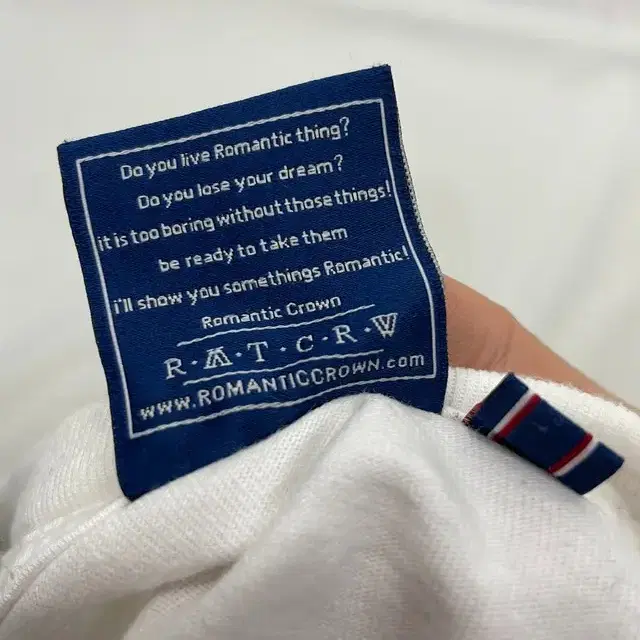 Do you live Romantic thing?
Do you lose your dream?
it is too boring without those things!
be ready to take them
i'll show you somethings Romantic!
Romantic Crown
R·M·T·C·R·W
www.ROMANTICCROWN.com